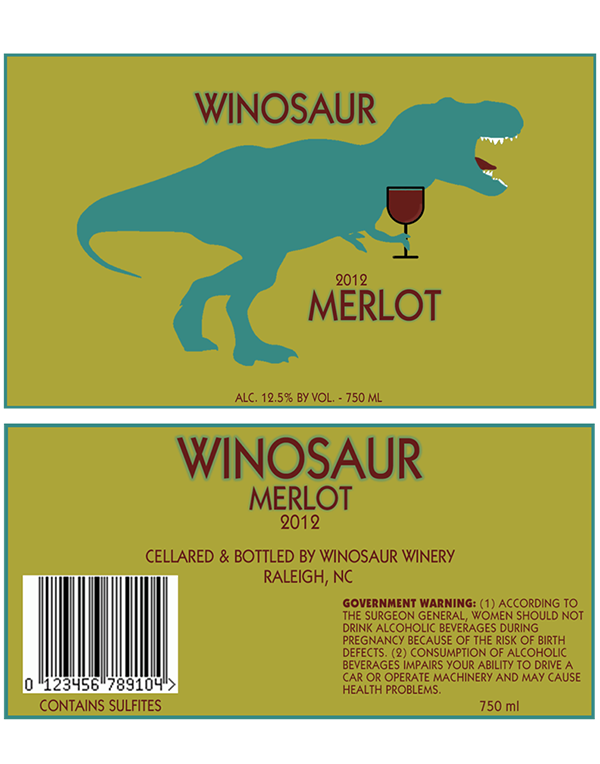 WINOSAUR
2012
MERLOT
ALC. 12.5% BY VOL. - 750 ML
WINOSAUR
MERLOT
2012
CELLARED & BOTTLED BY WINOSAUR WINERY
RALEIGH, NC
0 123456 789104 >
CONTAINS SULFITES
GOVERNMENT WARNING: (1) ACCORDING TO
THE SURGEON GENERAL, WOMEN SHOULD NOT
DRINK ALCOHOLIC BEVERAGES DURING
PREGNANCY BECAUSE OF THE RISK OF BIRTH
DEFECTS. (2) CONSUMPTION OF ALCOHOLIC
BEVERAGES IMPAIRS YOUR ABILITY TO DRIVE A
CAR OR OPERATE MACHINERY AND MAY CAUSE
HEALTH PROBLEMS.
750 ml